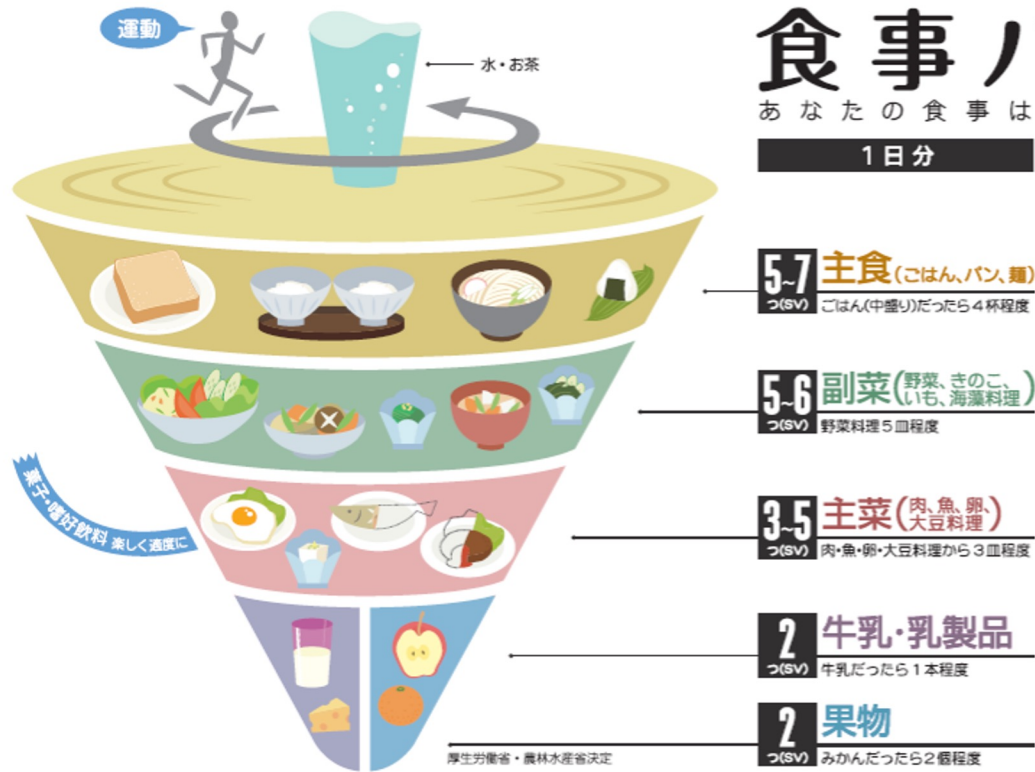 運動
水・お茶
食事
あなたの食事は
1日分
5~7
つ(SV)
主食(ごはん、パン、麺)
ごはん(中盛り)だったら4杯程度
5~6
つ(SV)
副菜(野菜、きのこ、
いも、海藻料理)
野菜料理5皿程度
菓子・嗜好飲料 楽しく適度に
3~5
つ(SV)
主菜(肉、魚、卵、
大豆料理)
肉・魚・卵・大豆料理から3皿程度
2
つ(SV)
牛乳・乳製品
牛乳だったら1本程度
2
つ(SV)
果物
みかんだったら2個程度
厚生労働省・農林水産省決定